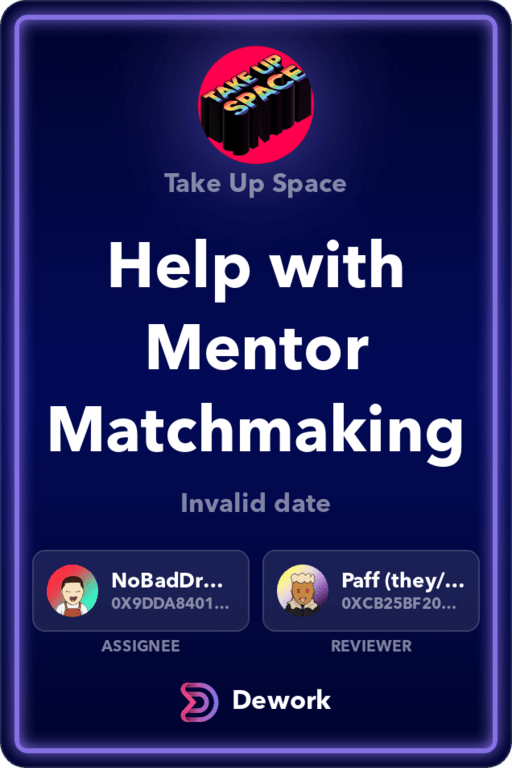 TAKE UP
SPACE
Take Up Space
Help with
Mentor
Matchmaking
Invalid date
NoBadDr...
0X9DDA8401...
Paff (they/...
0XCB25BF20...
ASSIGNEE
REVIEWER
Dework